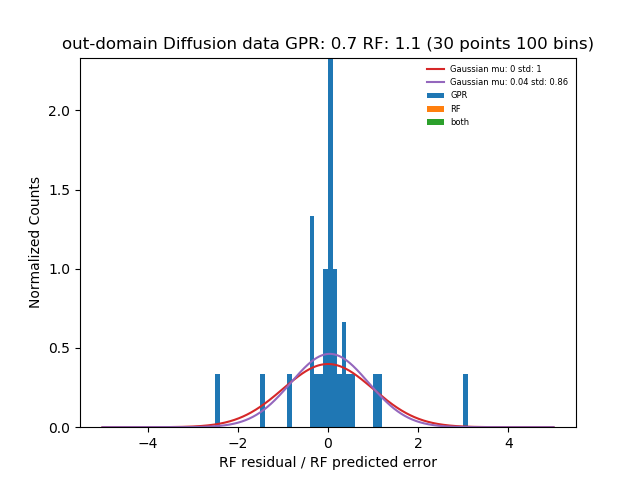 out-domain Diffusion data GPR: 0.7 RF: 1.1 (30 points 100 bins)
Gaussian mu: 0 std: 1
Gaussian mu: 0.04 std: 0.86
GPR
RF
both
Normalized Counts
2.0
1.5
1.0
0.5
0.0
−4
−2
0
2
4
RF residual / RF predicted error